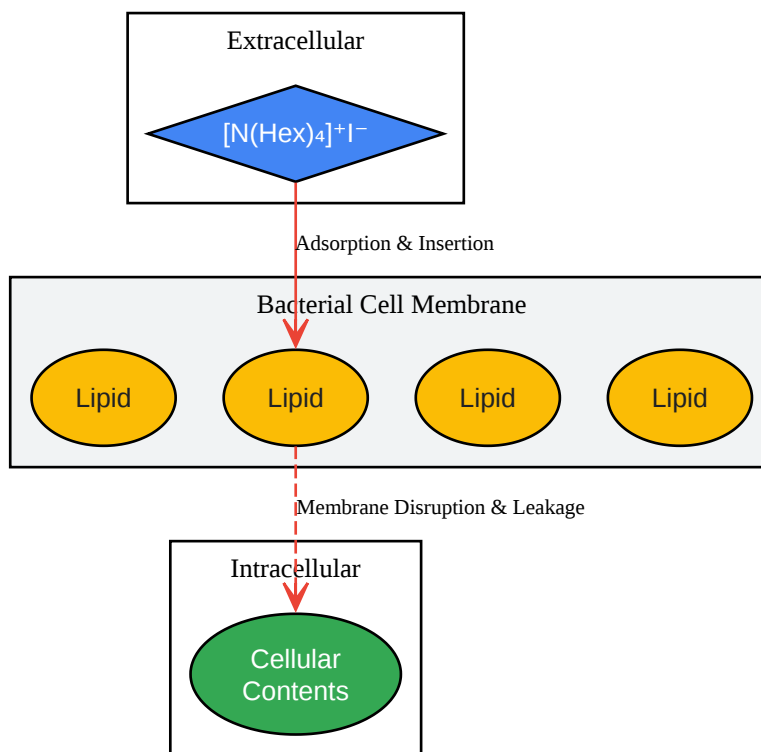 Extracellular
[N(Hex)₄]⁺I⁻
Adsorption & Insertion
Bacterial Cell Membrane
Lipid
Lipid
Lipid
Lipid
Membrane Disruption & Leakage
Intracellular
Cellular
Contents